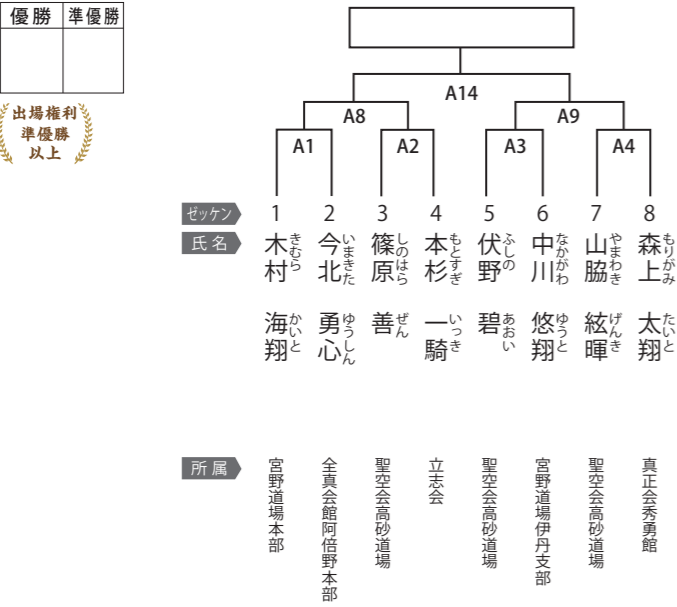 優勝 準優勝
出場権利
準優勝
以上
A14
A8 A9
A1 A2 A3 A4
ゼッケン 1 2 3 4 5 6 7 8
氏名
木村 海翔
きむら かいと
今北 勇心
いまきた ゆうしん
篠原 善
しのはら ぜん
本杉 一騎
もとすぎ いっき
伏野 碧
ふしの あおい
中川 悠翔
なかがわ ゆうと
山脇 絃暉
やまわき げんき
森上 太翔
もりがみ たいと
所属
宮野道場本部
全真会館阿倍野本部
聖空会高砂道場
立志会
聖空会高砂道場
宮野道場伊丹支部
聖空会高砂道場
真正会秀勇館